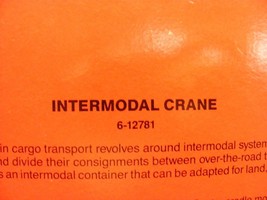 INTERMODAL CRANE
6-12781
in cargo transport revolves around intermodal system
nd divide their consignments between over-the-road t
s an intermodal container that can be adapted for land,